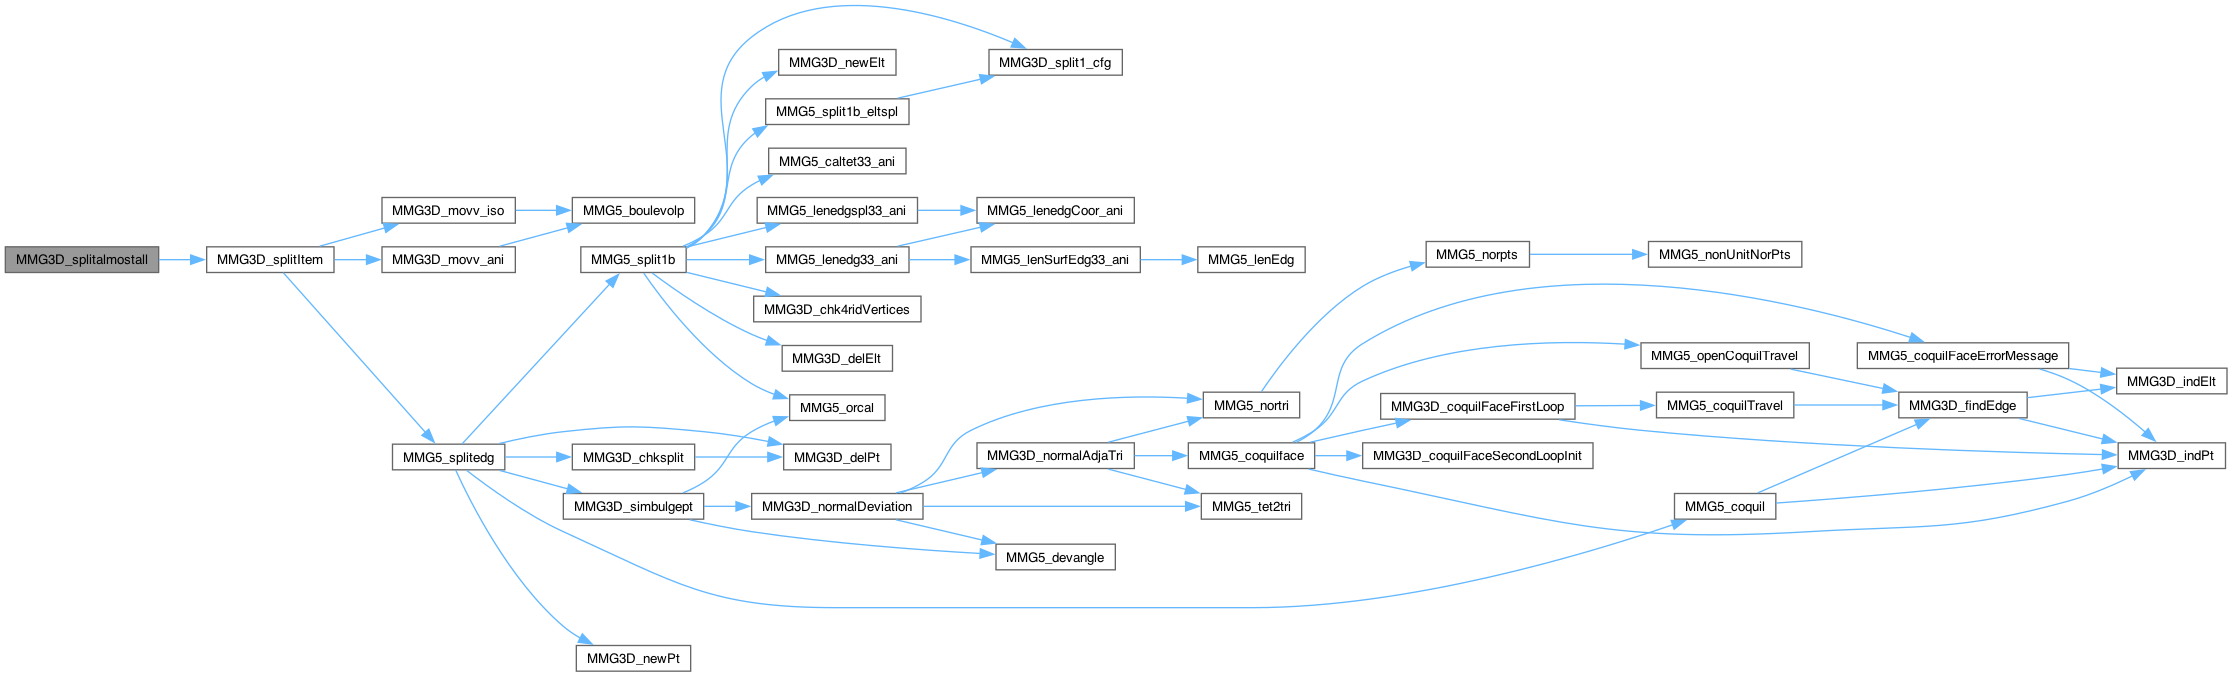 MMG3D_splitalmostall
MMG3D_splitItem
MMG3D_movv_iso
MMG3D_movv_ani
MMG5_boulevolp
MMG5_splitedg
MMG5_split1b
MMG3D_newElt
MMG3D_split1_cfg
MMG5_split1b_eltspl
MMG5_caltet33_ani
MMG5_lenedgspl33_ani
MMG5_lenedgCoor_ani
MMG5_lenedg33_ani
MMG5_lenSurfEdg33_ani
MMG5_lenEdg
MMG3D_chk4ridVertices
MMG3D_delElt
MMG5_orcal
MMG3D_chksplit
MMG3D_delPt
MMG3D_simbulgept
MMG3D_normalDeviation
MMG3D_normalAdjaTri
MMG5_devangle
MMG5_nortri
MMG5_coquilface
MMG5_tet2tri
MMG5_norpts
MMG5_nonUnitNorPts
MMG3D_coquilFaceFirstLoop
MMG3D_coquilFaceSecondLoopInit
MMG5_openCoquilTravel
MMG5_coquilTravel
MMG5_coquil
MMG5_coquilFaceErrorMessage
MMG3D_findEdge
MMG3D_indElt
MMG3D_indPt
MMG3D_newPt